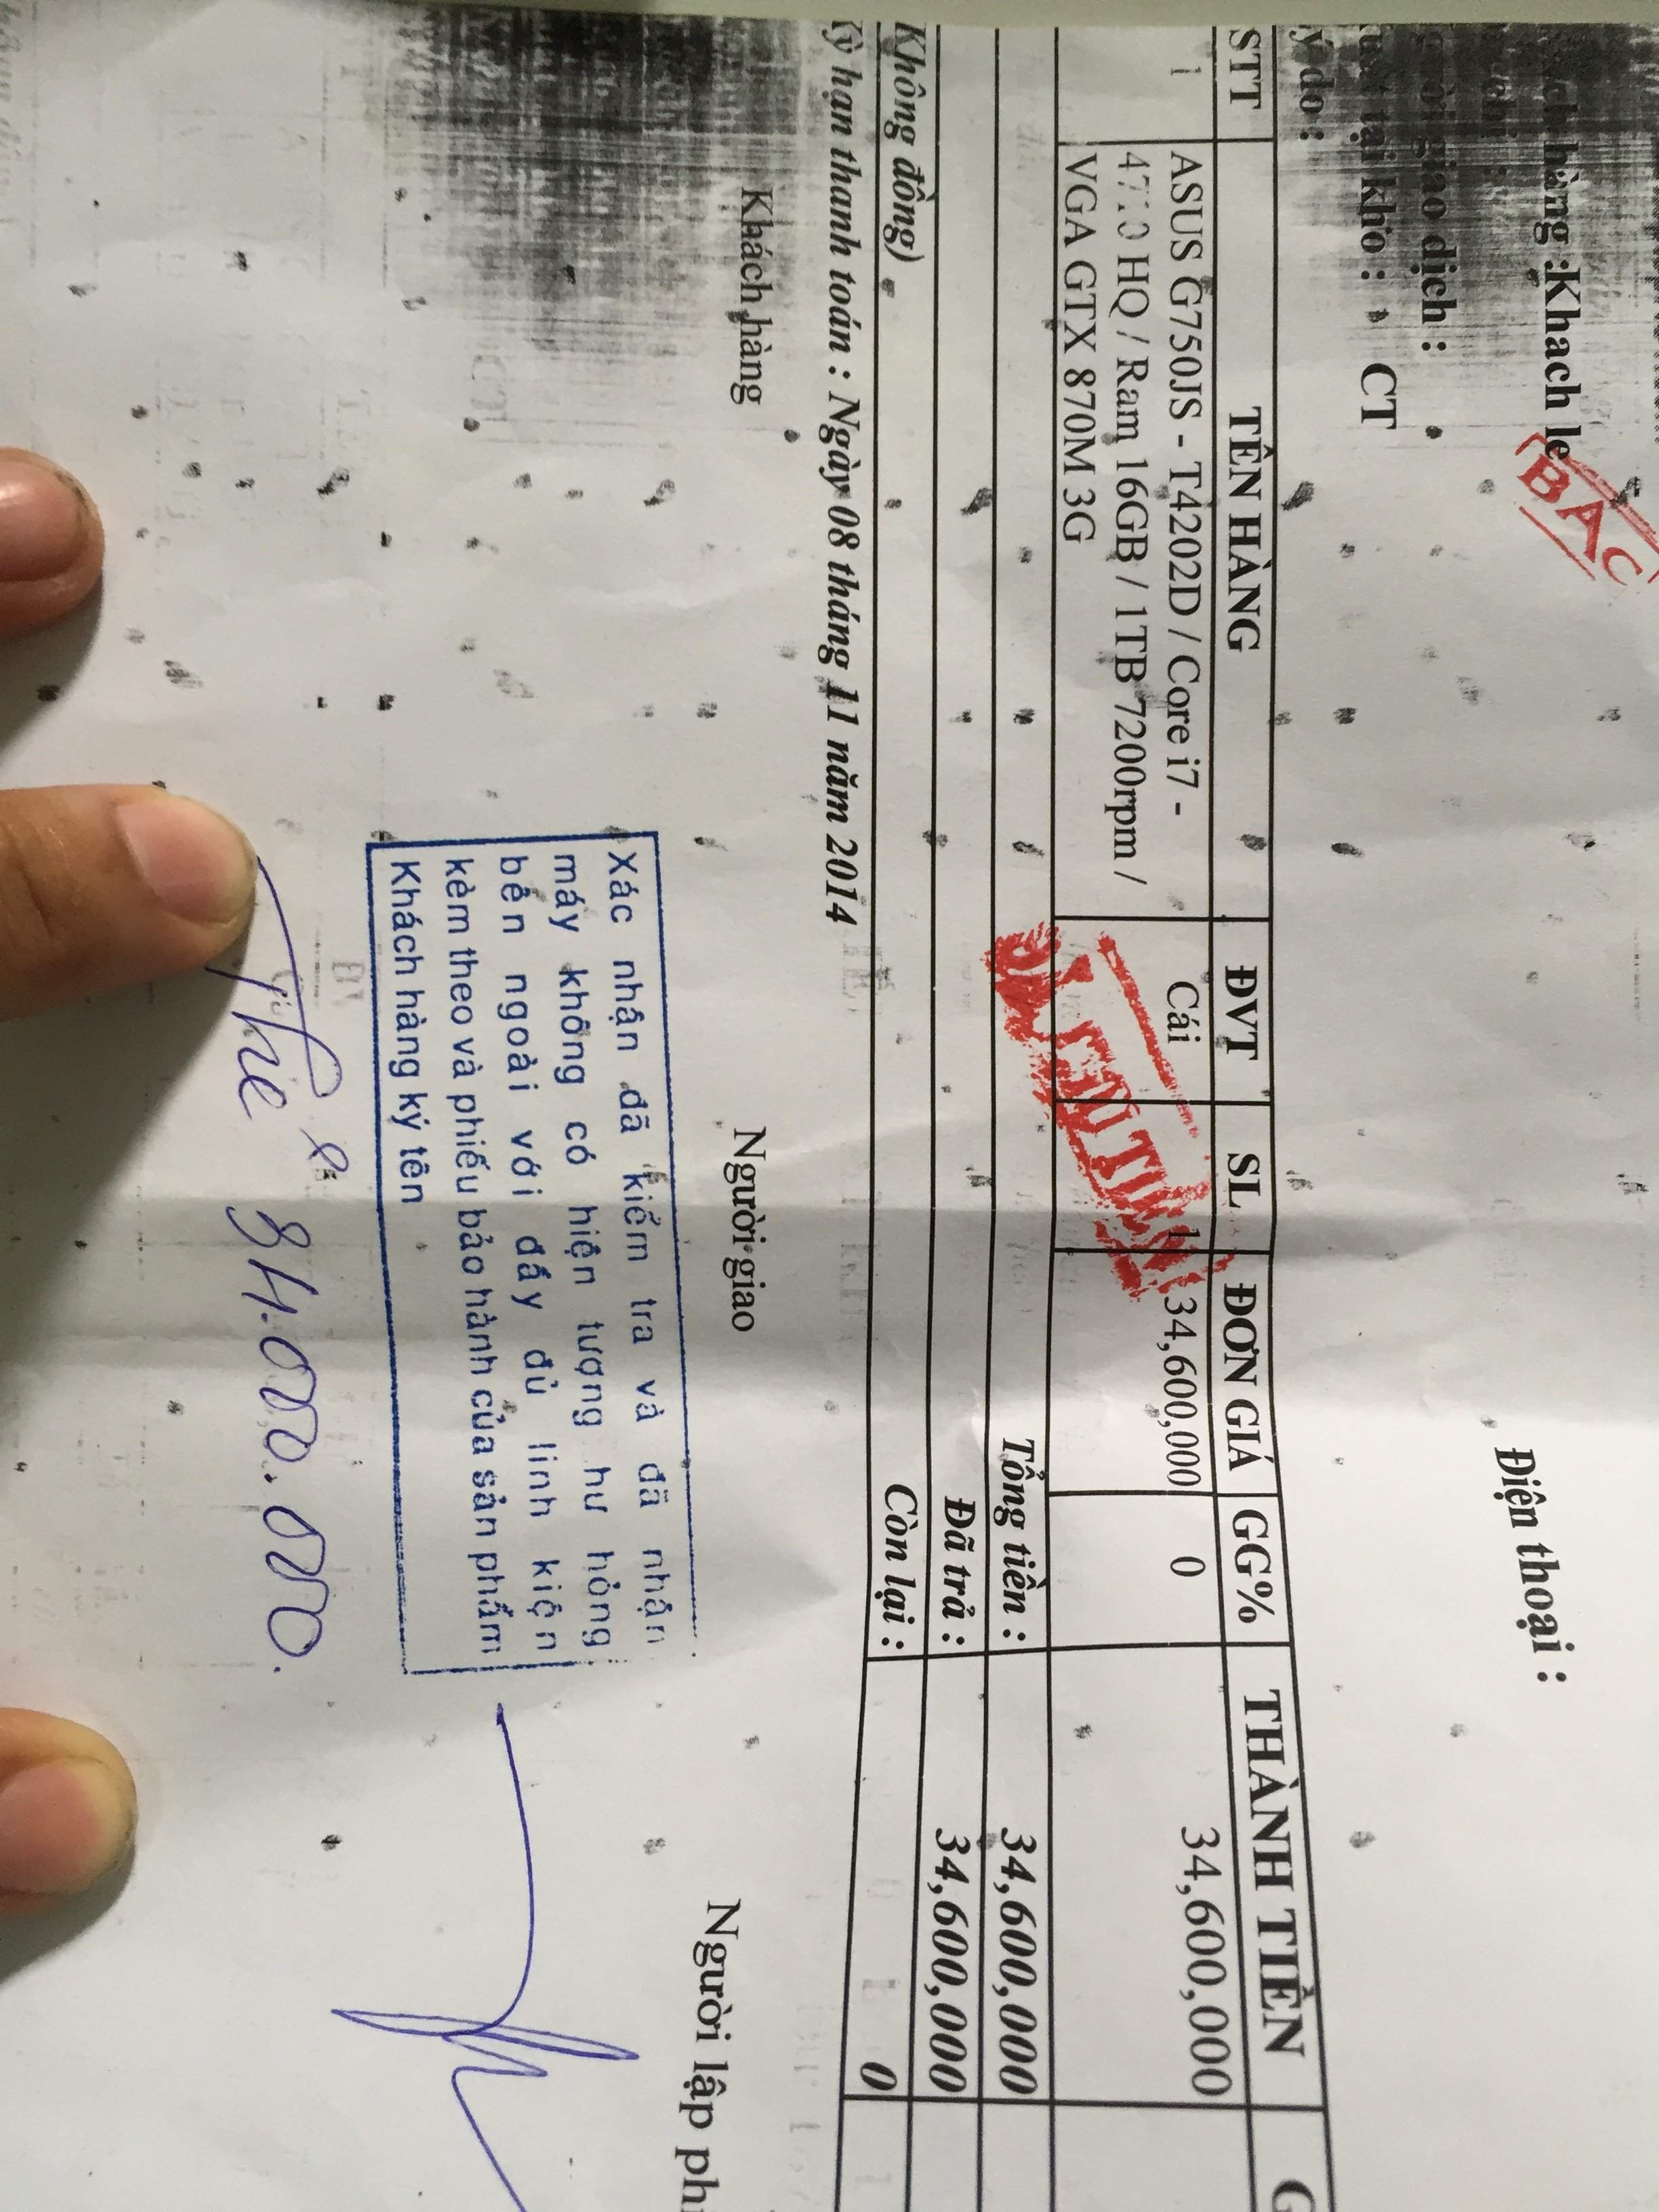 hàng :Khach le
BAC
Điện thoại :
giao dịch :
tại kho : CT
lý do :
STT TÊN HÀNG ĐVT SL ĐƠN GIÁ GG% THÀNH TIỀN G
1 ASUS G750JS - T4202D / Core i7 - Cái 1 34,600,000 0 34,600,000
HQ / Ram 16GB / 1TB 7200rpm /
VGA GTX 870M 3G
Tổng tiền : 34,600,000
Đã trả : 34,600,000
Còn lại : 0
Không đồng)
Kỳ hạn thanh toán : Ngày 08 tháng 11 năm 2014
Khách hàng Người giao Người lập ph
Xác nhận đã kiểm tra và đã nhận
máy không có hiện tượng hư hỏng
bên ngoài với đầy đủ linh kiện
kèm theo và phiếu bảo hành của sản phẩm
Khách hàng ký tên